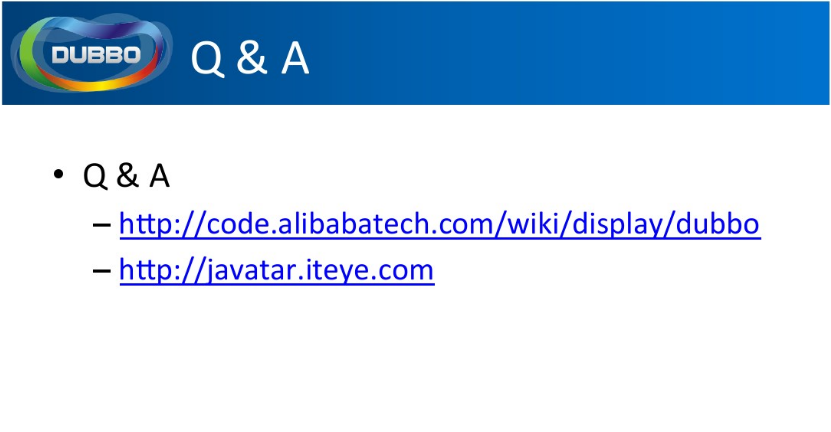 DUBBO
Q & A
• Q & A
– http://code.alibabatech.com/wiki/display/dubbo
– http://javatar.iteye.com